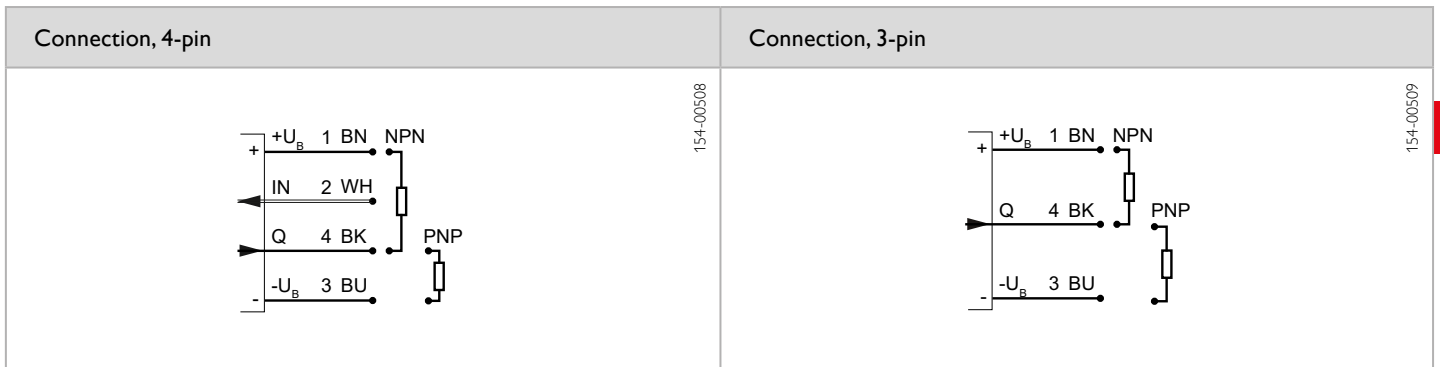 Connection, 4-pin
Connection, 3-pin
154-00508
+U_B 1 BN NPN
+
IN 2 WH
Q 4 BK PNP
-U_B 3 BU
-
154-00509
+U_B 1 BN NPN
+
Q 4 BK PNP
-U_B 3 BU
-